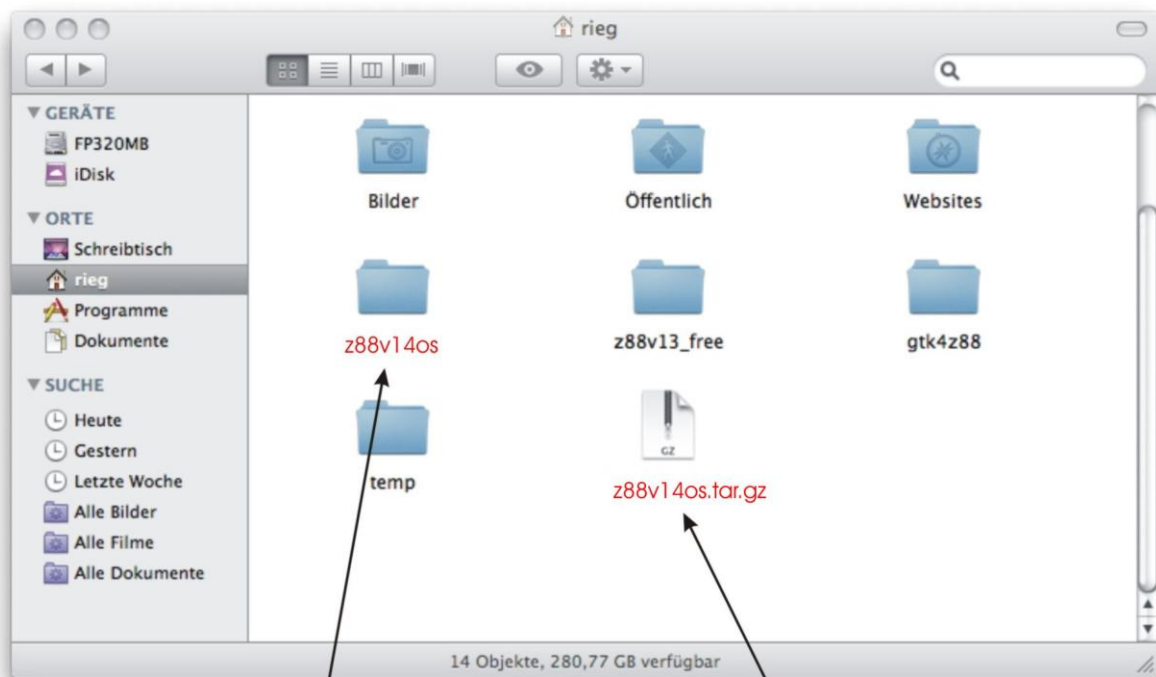 rieg
GERÄTE
FP320MB
iDisk
ORTE
Schreibtisch
rieg
Programme
Dokumente
SUCHE
Heute
Gestern
Letzte Woche
Alle Bilder
Alle Filme
Alle Dokumente
Bilder
Öffentlich
Websites
z88v14os
z88v13_free
gtk4z88
temp
GZ
z88v14os.tar.gz
14 Objekte, 280,77 GB verfügbar